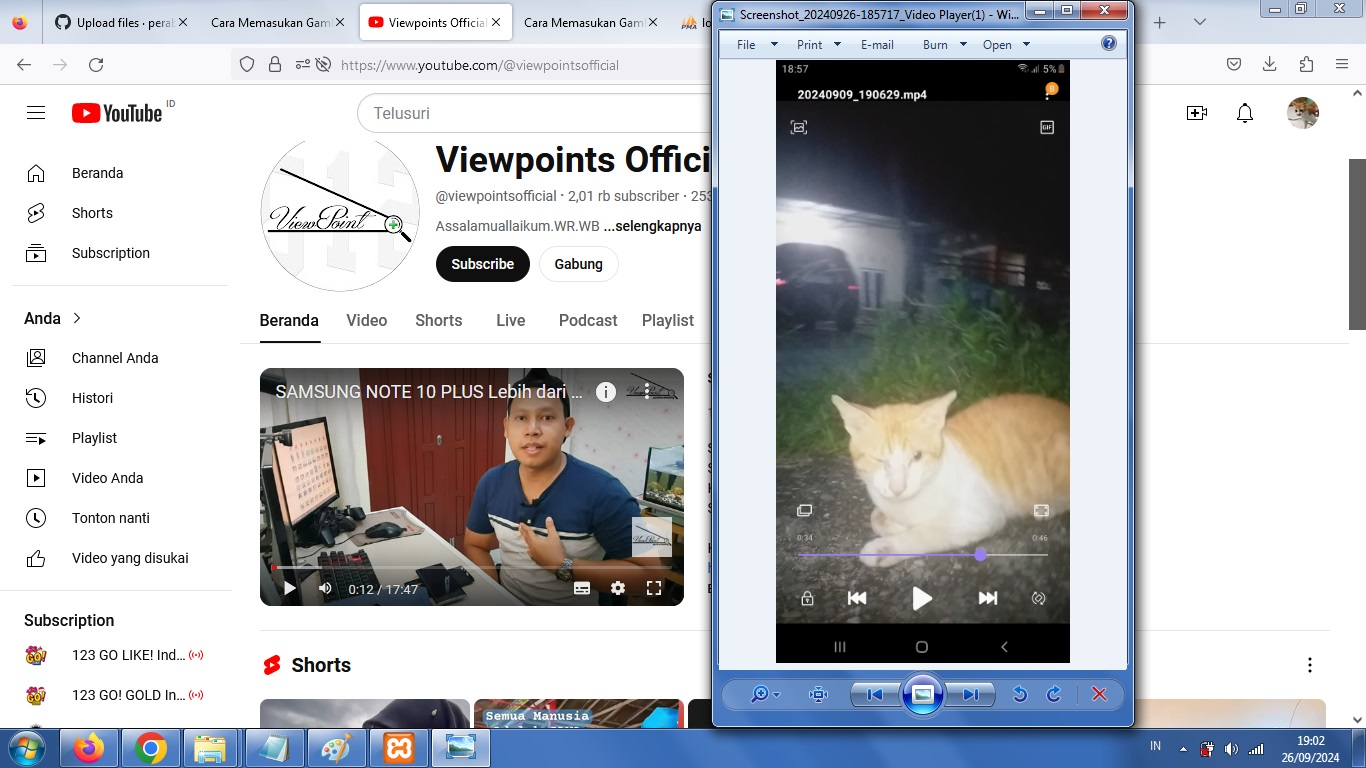 Upload files · peral
Cara Memasukan Gaml
Viewpoints Official
Cara Memasukan Gaml
lo
Screenshot_20240926-185717_Video Player(1) - Wi...
File
Print
E-mail
Burn
Open
https://www.youtube.com/@viewpointsofficial
YouTube ID
Telusuri
Beranda
Shorts
Subscription
Anda
Channel Anda
Histori
Playlist
Video Anda
Tonton nanti
Video yang disukai
Subscription
123 GO LIKE! Ind...
123 GO! GOLD In...
ViewPoint
Viewpoints Offici
@viewpointsofficial · 2,01 rb subscriber · 253
Assalamuallaikum.WR.WB ...selengkapnya
Subscribe
Gabung
Beranda
Video
Shorts
Live
Podcast
Playlist
SAMSUNG NOTE 10 PLUS Lebih dari ...
0:12 / 17:47
Shorts
Semua Manusia
18:57
5%
20240909_190629.mp4
GIF
0:34
0:46
IN
19:02
26/09/2024